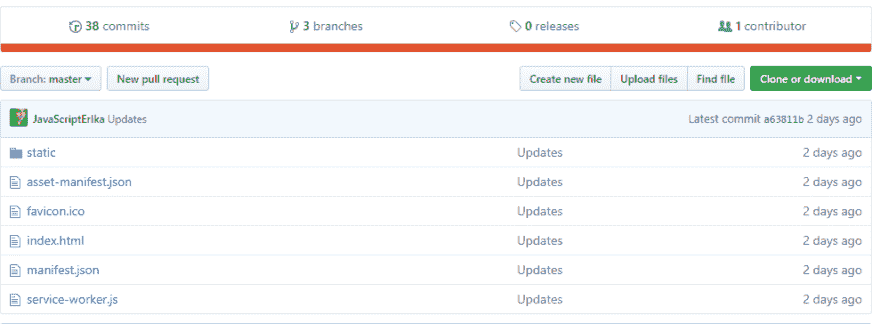 38 commits 3 branches 0 releases 1 contributor
Branch: master New pull request Create new file Upload files Find file Clone or download
JavaScriptErika Updates Latest commit a63811b 2 days ago
static Updates 2 days ago
asset-manifest.json Updates 2 days ago
favicon.ico Updates 2 days ago
index.html Updates 2 days ago
manifest.json Updates 2 days ago
service-worker.js Updates 2 days ago